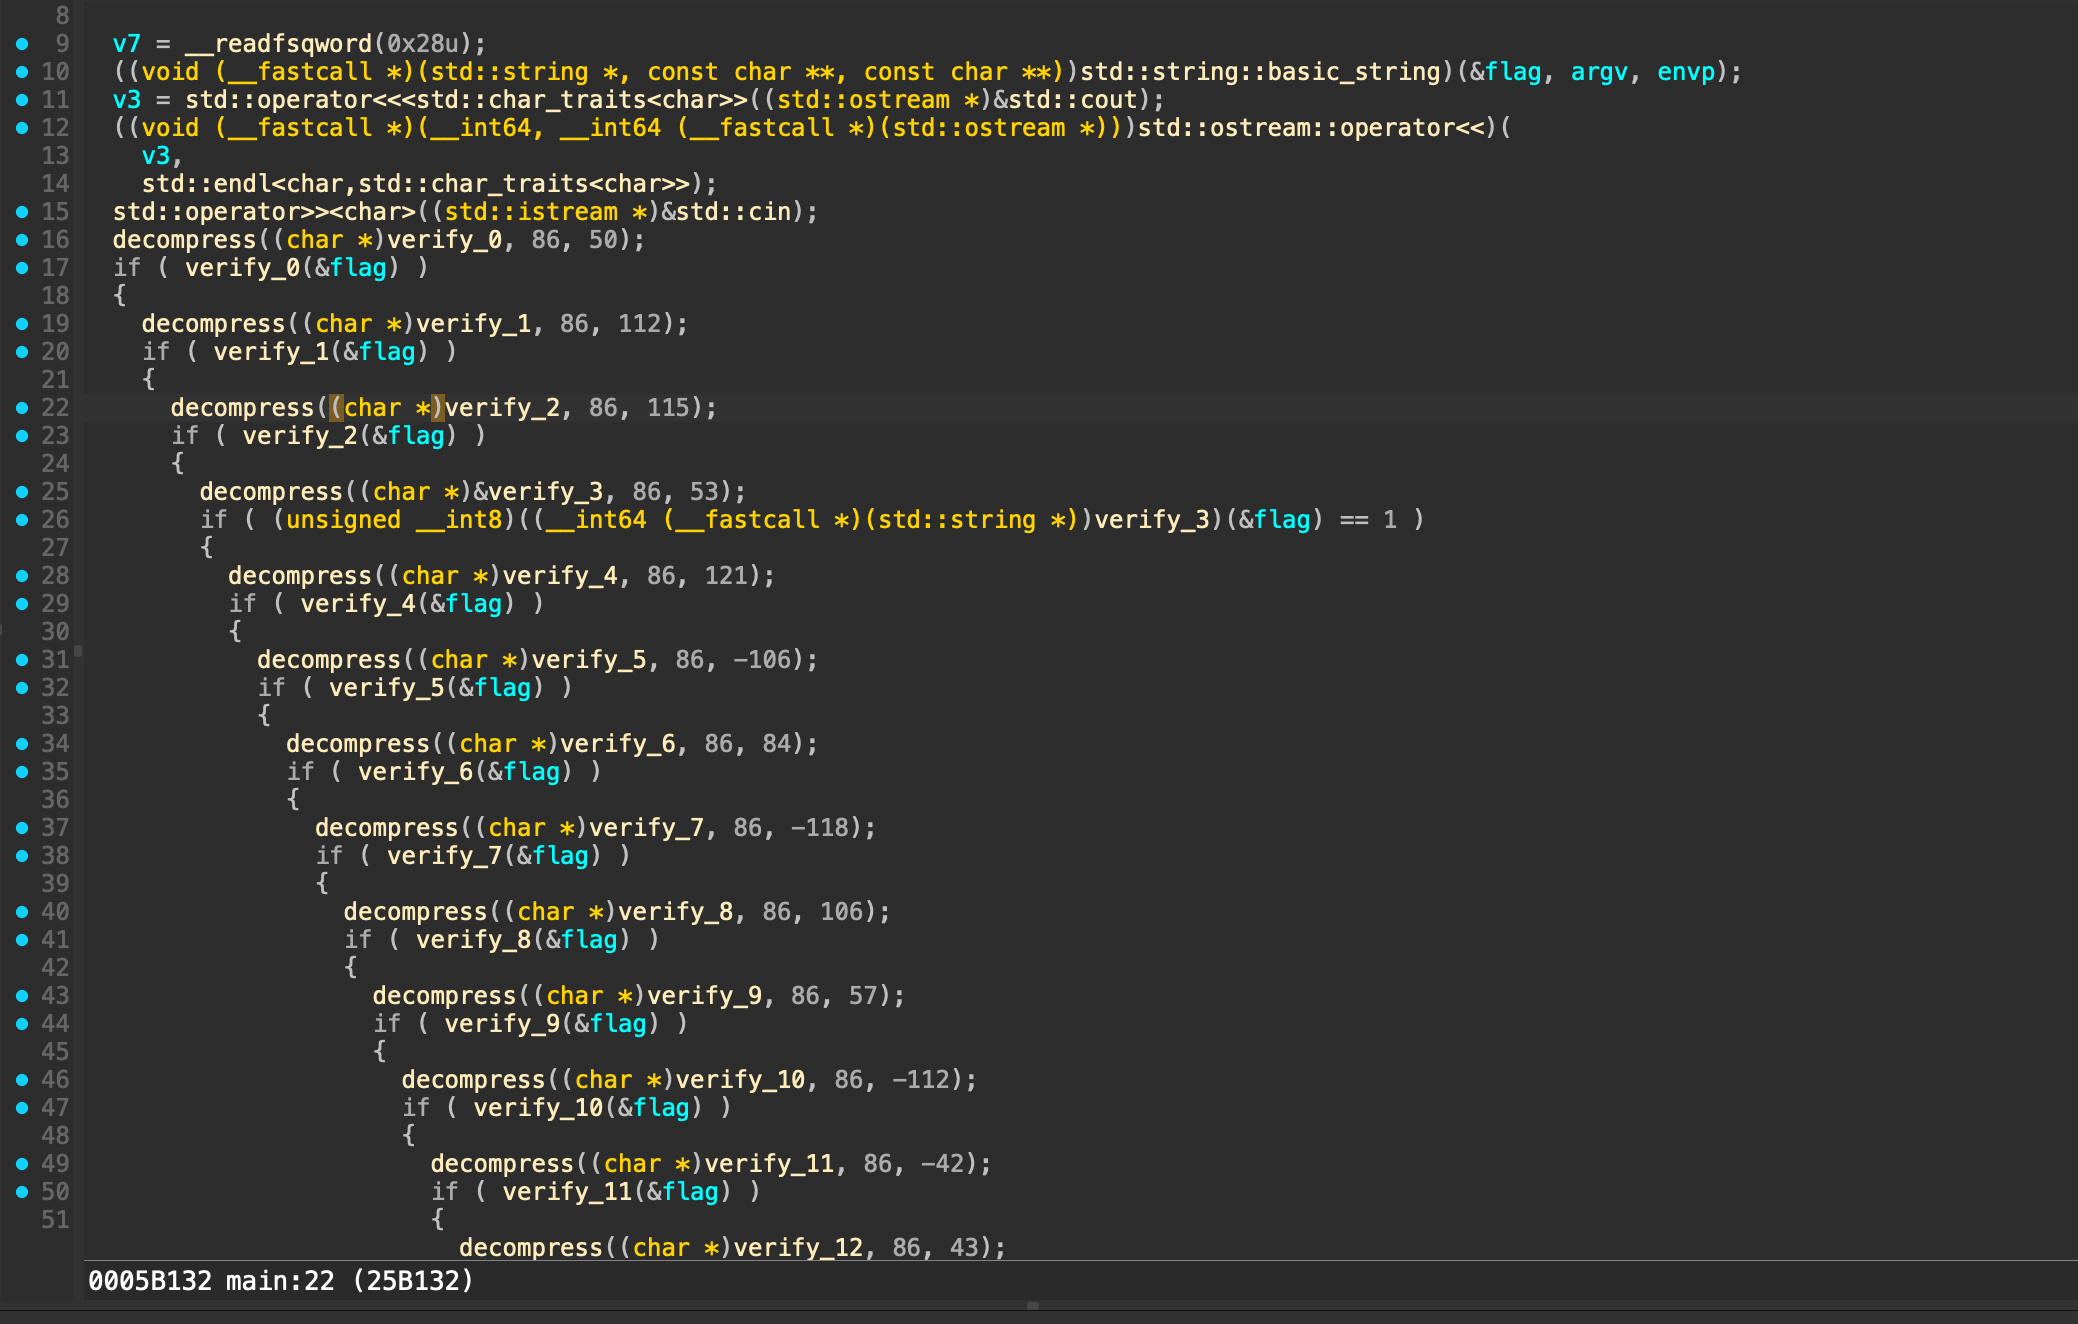 8
9 v7 = __readfsqword(0x28u);
10 ((void (__fastcall *)(std::string *, const char **, const char **))std::string::basic_string)(&flag, argv, envp);
11 v3 = std::operator<<<std::char_traits<char>>((std::ostream *)&std::cout);
12 ((void (__fastcall *)(__int64, __int64 (__fastcall *)(std::ostream *)))std::ostream::operator<<)(
13 v3,
14 std::endl<char,std::char_traits<char>>);
15 std::operator>><char>((std::istream *)&std::cin);
16 decompress((char *)verify_0, 86, 50);
17 if ( verify_0(&flag) )
18 {
19 decompress((char *)verify_1, 86, 112);
20 if ( verify_1(&flag) )
21 {
22 decompress((char *)verify_2, 86, 115);
23 if ( verify_2(&flag) )
24 {
25 decompress((char *)&verify_3, 86, 53);
26 if ( (unsigned __int8)((__int64 (__fastcall *)(std::string *))verify_3)(&flag) == 1 )
27 {
28 decompress((char *)verify_4, 86, 121);
29 if ( verify_4(&flag) )
30 {
31 decompress((char *)verify_5, 86, -106);
32 if ( verify_5(&flag) )
33 {
34 decompress((char *)verify_6, 86, 84);
35 if ( verify_6(&flag) )
36 {
37 decompress((char *)verify_7, 86, -118);
38 if ( verify_7(&flag) )
39 {
40 decompress((char *)verify_8, 86, 106);
41 if ( verify_8(&flag) )
42 {
43 decompress((char *)verify_9, 86, 57);
44 if ( verify_9(&flag) )
45 {
46 decompress((char *)verify_10, 86, -112);
47 if ( verify_10(&flag) )
48 {
49 decompress((char *)verify_11, 86, -42);
50 if ( verify_11(&flag) )
51 {
decompress((char *)verify_12, 86, 43);
0005B132 main:22 (25B132)